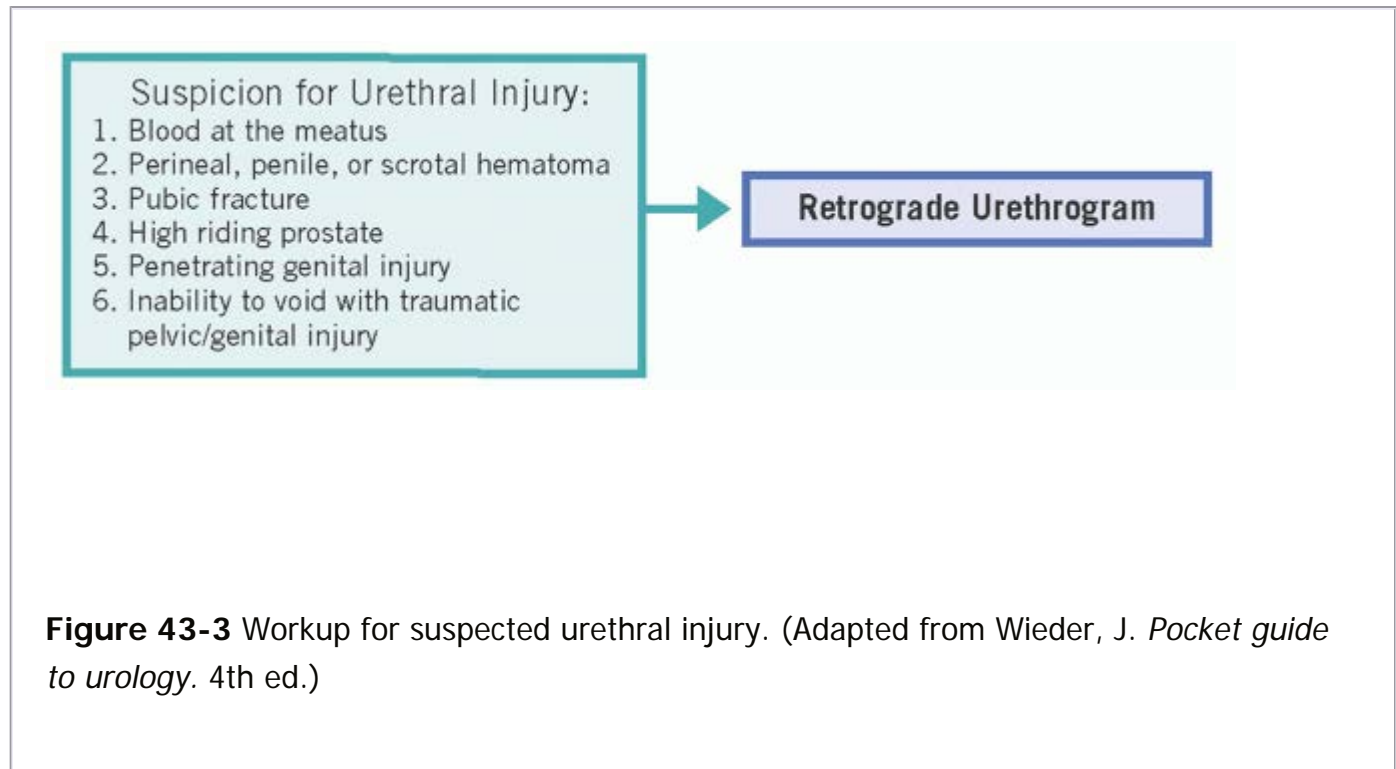 Suspicion for Urethral Injury:
1. Blood at the meatus
2. Perineal, penile, or scrotal hematoma
3. Pubic fracture
4. High riding prostate
5. Penetrating genital injury
6. Inability to void with traumatic
pelvic/genital injury
Retrograde Urethrogram
Figure 43-3 Workup for suspected urethral injury. (Adapted from Wieder, J. Pocket guide
to urology. 4th ed.)